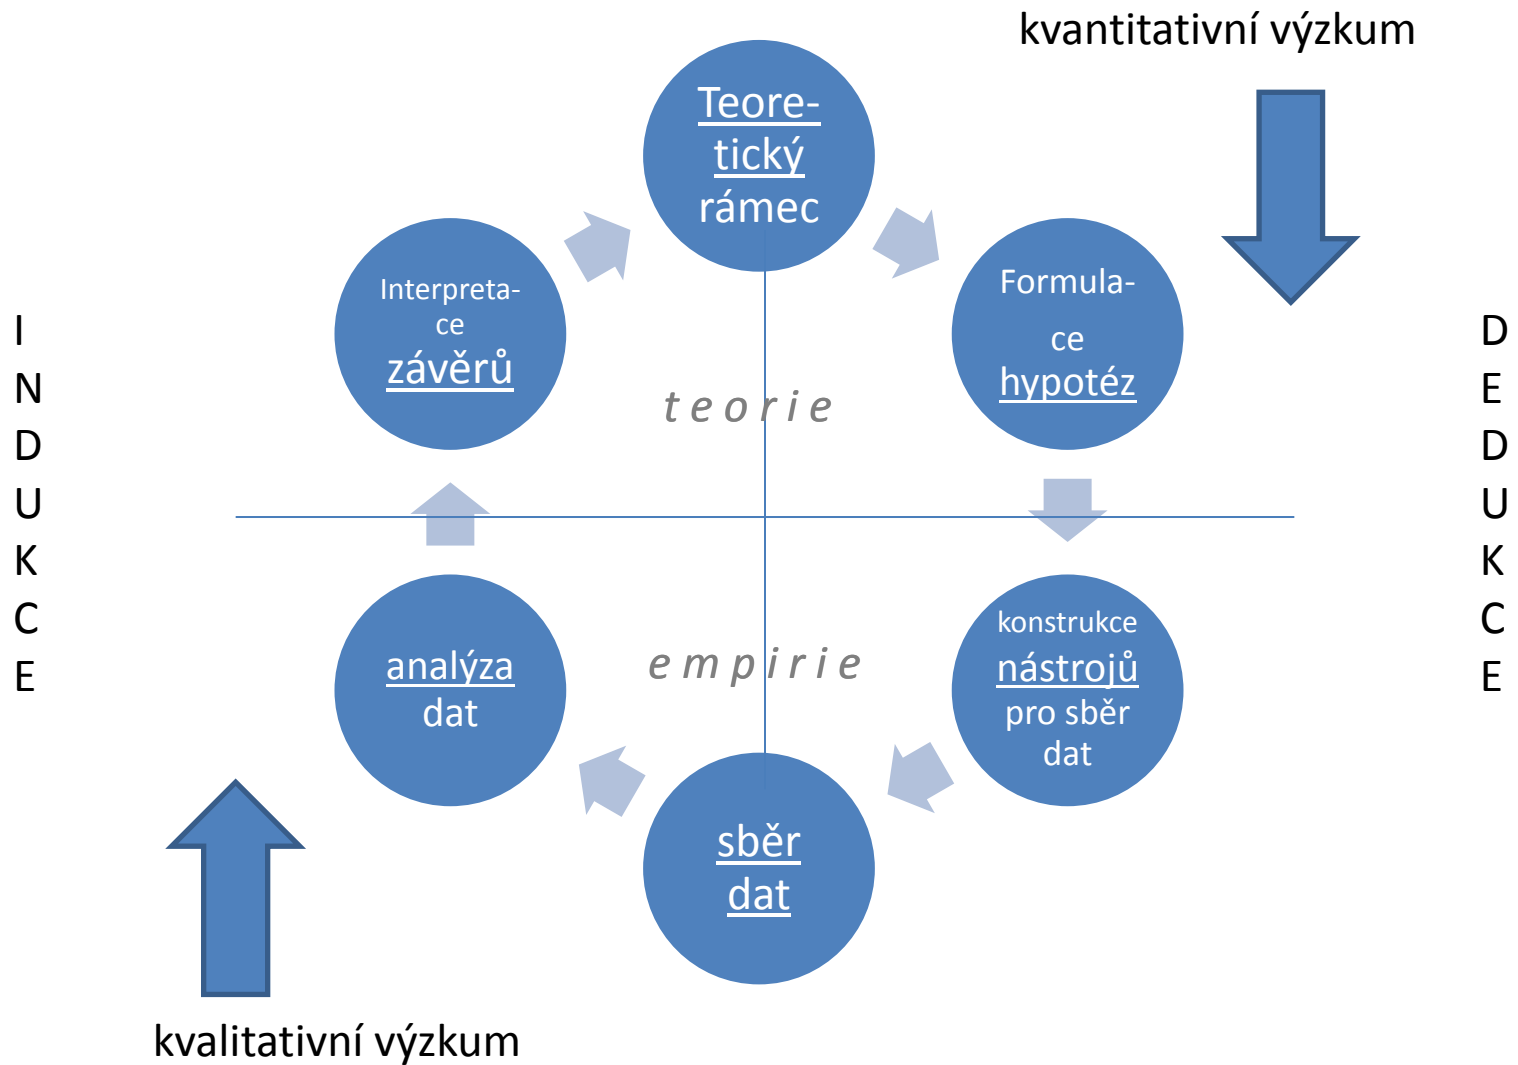 kvantitativní výzkum
Teore-
tický
rámec
Interpreta-
ce
závěrů
Formula-
ce
hypotéz
I
N
D
U
K
C
E
D
E
D
U
K
C
E
teorie
empirie
analýza
dat
konstrukce
nástrojů
pro sběr
dat
sběr
dat
kvalitativní výzkum